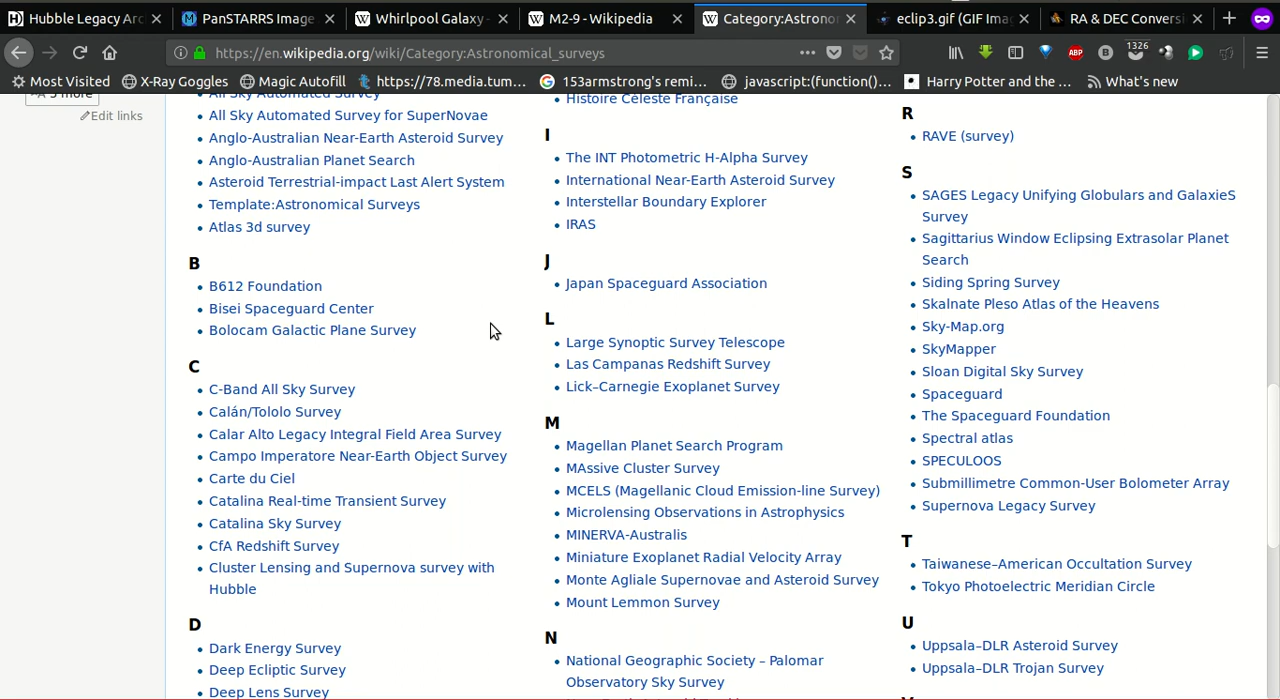 Hubble Legacy Arc
PanSTARRS Image
Whirlpool Galaxy -
M2-9 - Wikipedia
Category:Astrono
eclip3.gif (GIF Imag
RA & DEC Conversi
https://en.wikipedia.org/wiki/Category:Astronomical_surveys
ABP
B
1326
Most Visited
X-Ray Goggles
Magic Autofill
https://78.media.tum...
153armstrong's remi...
javascript:(function()...
Harry Potter and the ...
What's new
5 more
Edit links
All Sky Automated Survey
All Sky Automated Survey for SuperNovae
Anglo-Australian Near-Earth Asteroid Survey
Anglo-Australian Planet Search
Asteroid Terrestrial-impact Last Alert System
Template:Astronomical Surveys
Atlas 3d survey
B
B612 Foundation
Bisei Spaceguard Center
Bolocam Galactic Plane Survey
C
C-Band All Sky Survey
Calán/Tololo Survey
Calar Alto Legacy Integral Field Area Survey
Campo Imperatore Near-Earth Object Survey
Carte du Ciel
Catalina Real-time Transient Survey
Catalina Sky Survey
CfA Redshift Survey
Cluster Lensing and Supernova survey with
Hubble
D
Dark Energy Survey
Deep Ecliptic Survey
Deep Lens Survey
Histoire Céleste Française
I
The INT Photometric H-Alpha Survey
International Near-Earth Asteroid Survey
Interstellar Boundary Explorer
IRAS
J
Japan Spaceguard Association
L
Large Synoptic Survey Telescope
Las Campanas Redshift Survey
Lick–Carnegie Exoplanet Survey
M
Magellan Planet Search Program
MAssive Cluster Survey
MCELS (Magellanic Cloud Emission-line Survey)
Microlensing Observations in Astrophysics
MINERVA-Australis
Miniature Exoplanet Radial Velocity Array
Monte Agliale Supernovae and Asteroid Survey
Mount Lemmon Survey
N
National Geographic Society – Palomar
Observatory Sky Survey
R
RAVE (survey)
S
SAGES Legacy Unifying Globulars and GalaxieS
Survey
Sagittarius Window Eclipsing Extrasolar Planet
Search
Siding Spring Survey
Skalnate Pleso Atlas of the Heavens
Sky-Map.org
SkyMapper
Sloan Digital Sky Survey
Spaceguard
The Spaceguard Foundation
Spectral atlas
SPECULOOS
Submillimetre Common-User Bolometer Array
Supernova Legacy Survey
T
Taiwanese–American Occultation Survey
Tokyo Photoelectric Meridian Circle
U
Uppsala–DLR Asteroid Survey
Uppsala–DLR Trojan Survey